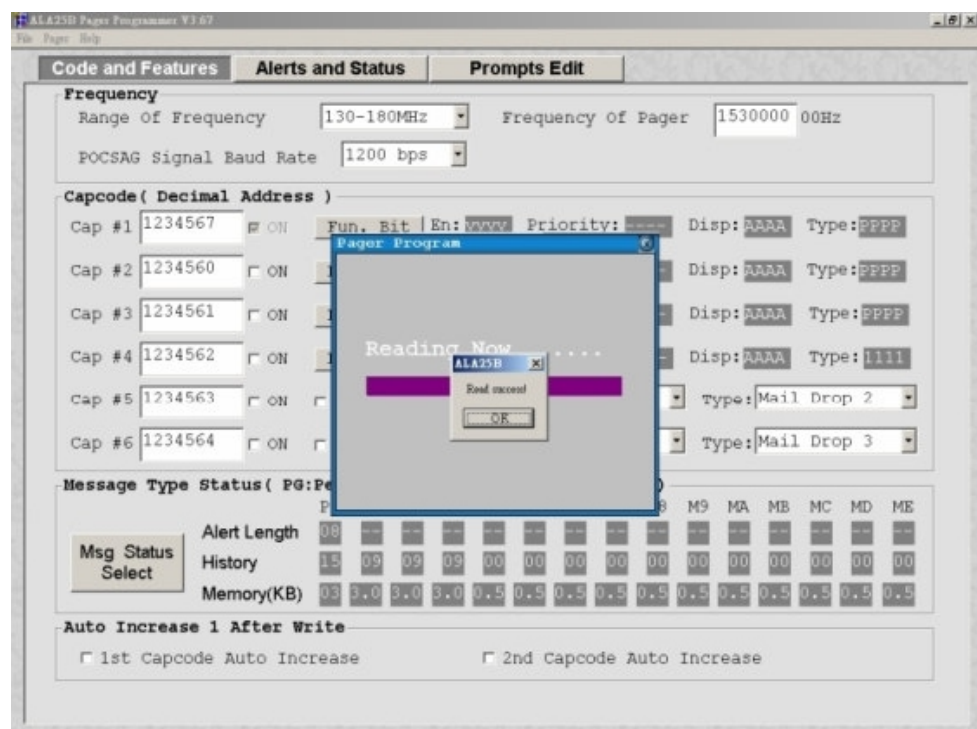 ALA25B Pager Programmer V3.67
File Pager Help
Code and Features Alerts and Status Prompts Edit
Frequency
Range Of Frequency 130-180MHz Frequency Of Pager 1530000 00Hz
POCSAG Signal Baud Rate 1200 bps
Capcode( Decimal Address )
Cap #1 1234567 ON Fun. Bit En: yyyy Priority: ---- Disp: AAAA Type: PPPP
Cap #2 1234560 ON Disp: AAAA Type: PPPP
Cap #3 1234561 ON Disp: AAAA Type: PPPP
Cap #4 1234562 ON Disp: AAAA Type: 1111
Cap #5 1234563 ON Type: Mail Drop 2
Cap #6 1234564 ON Type: Mail Drop 3
Pager Program
Reading Now
ALA25B
Read success!
OK
Message Type Status( PG:Pe
M9 MA MB MC MD ME
Msg Status Select
Alert Length 08 -- -- -- -- -- -- -- -- -- -- -- -- -- --
History 15 09 09 09 00 00 00 00 00 00 00 00 00 00 00
Memory(KB) 03 3.0 3.0 3.0 0.5 0.5 0.5 0.5 0.5 0.5 0.5 0.5 0.5 0.5 0.5
Auto Increase 1 After Write
1st Capcode Auto Increase 2nd Capcode Auto Increase